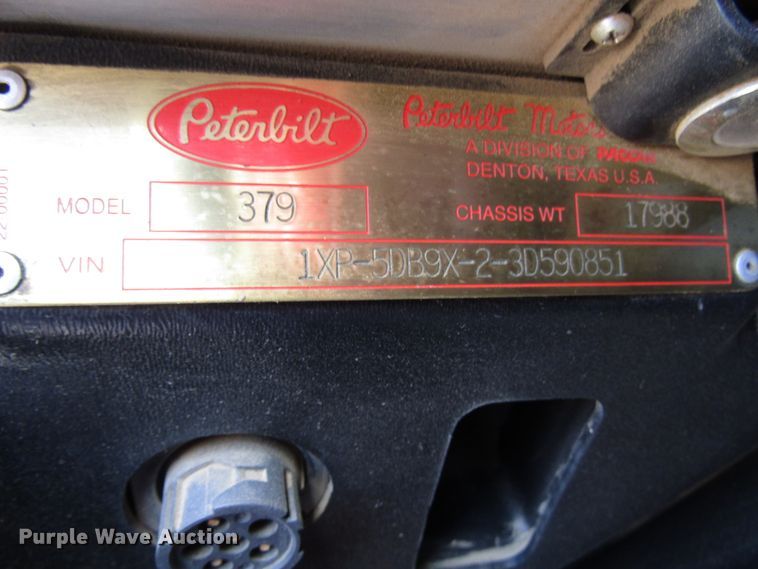 Peterbilt
Peterbilt Motors
A DIVISION OF PACCAR
DENTON, TEXAS U.S.A.
MODEL 379 CHASSIS WT 17988
VIN 1XP-5DB9X-2-3D590851
Purple Wave Auction